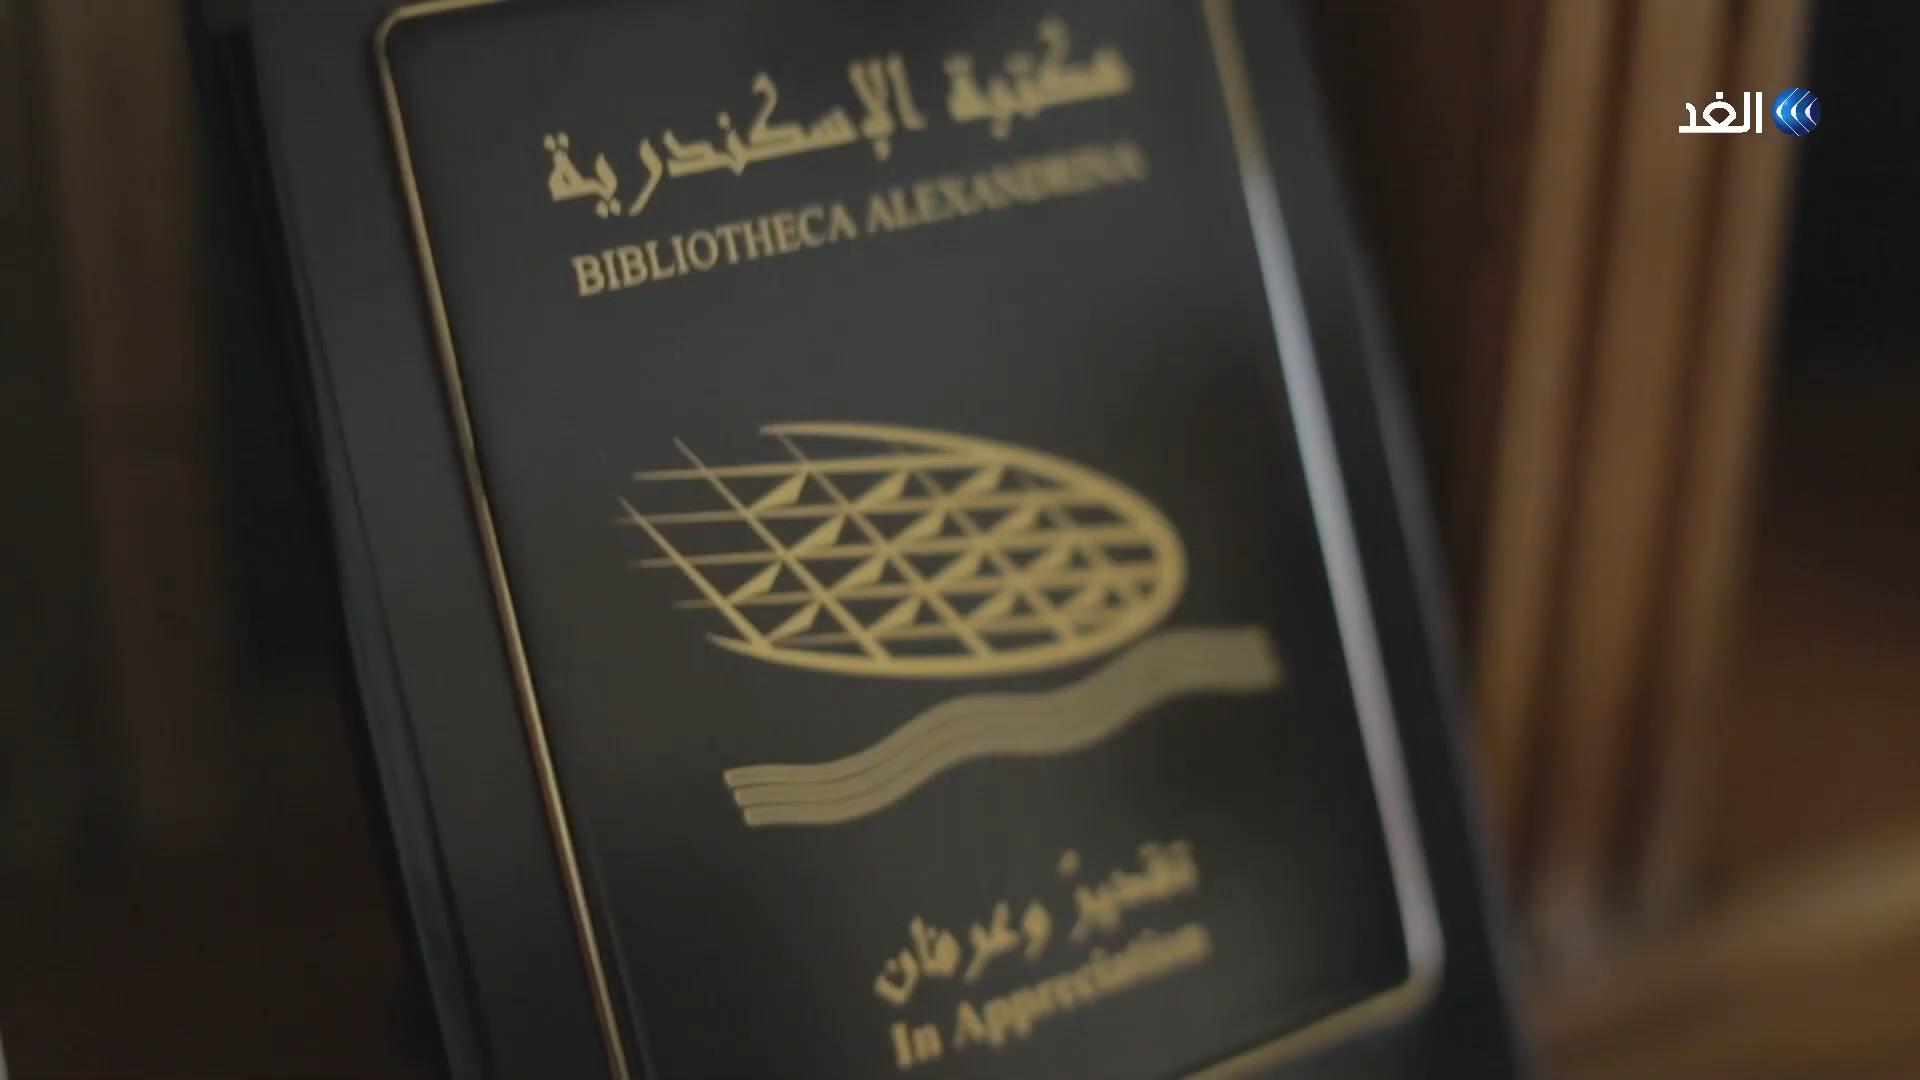 مكتبة الإسكندرية
BIBLIOTHECA ALEXANDRINA
الغد
تقديرً وعرفان
In Appreciation